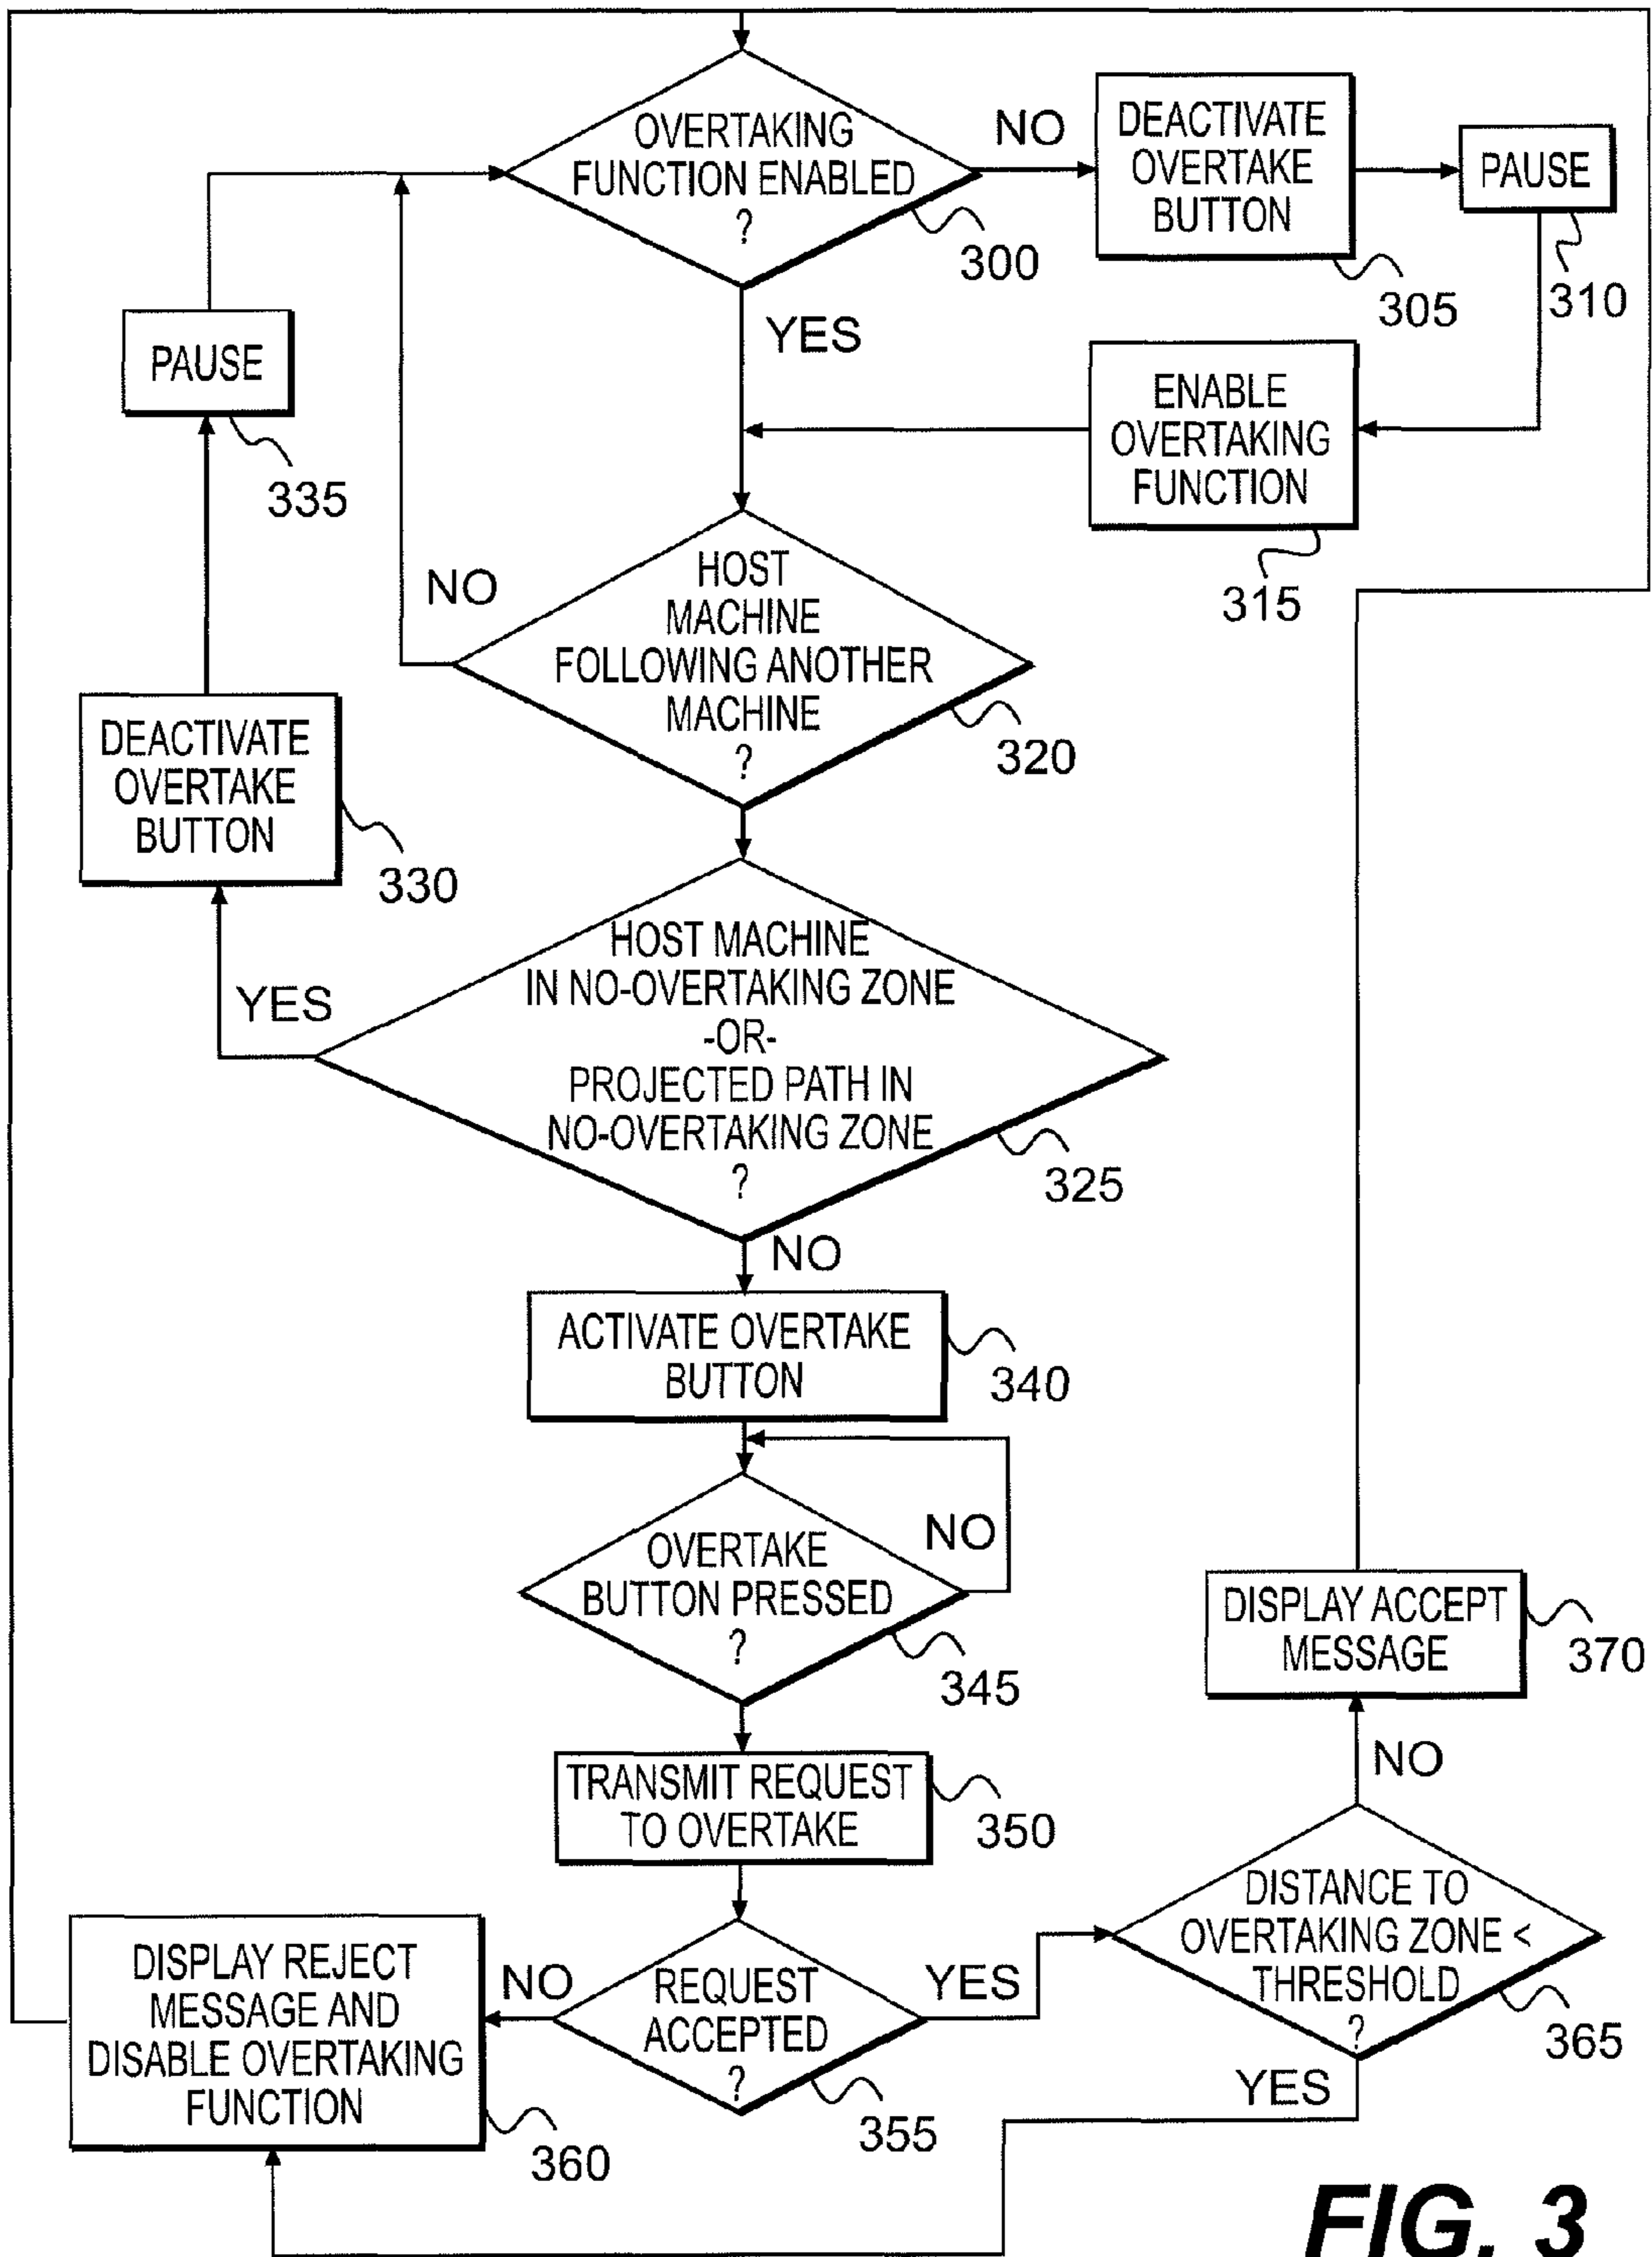 OVERTAKING
FUNCTION ENABLED
?
300
NO
DEACTIVATE
OVERTAKE
BUTTON
305
PAUSE
310
YES
ENABLE
OVERTAKING
FUNCTION
315
PAUSE
335
NO
HOST
MACHINE
FOLLOWING ANOTHER
MACHINE
?
320
DEACTIVATE
OVERTAKE
BUTTON
330
YES
HOST MACHINE
IN NO-OVERTAKING ZONE
-OR-
PROJECTED PATH IN
NO-OVERTAKING ZONE
?
325
NO
ACTIVATE OVERTAKE
BUTTON
340
OVERTAKE
BUTTON PRESSED
?
345
NO
TRANSMIT REQUEST
TO OVERTAKE
350
REQUEST
ACCEPTED
?
355
NO
DISPLAY REJECT
MESSAGE AND
DISABLE OVERTAKING
FUNCTION
360
YES
DISTANCE TO
OVERTAKING ZONE <
THRESHOLD
?
365
YES
NO
DISPLAY ACCEPT
MESSAGE
370
FIG. 3